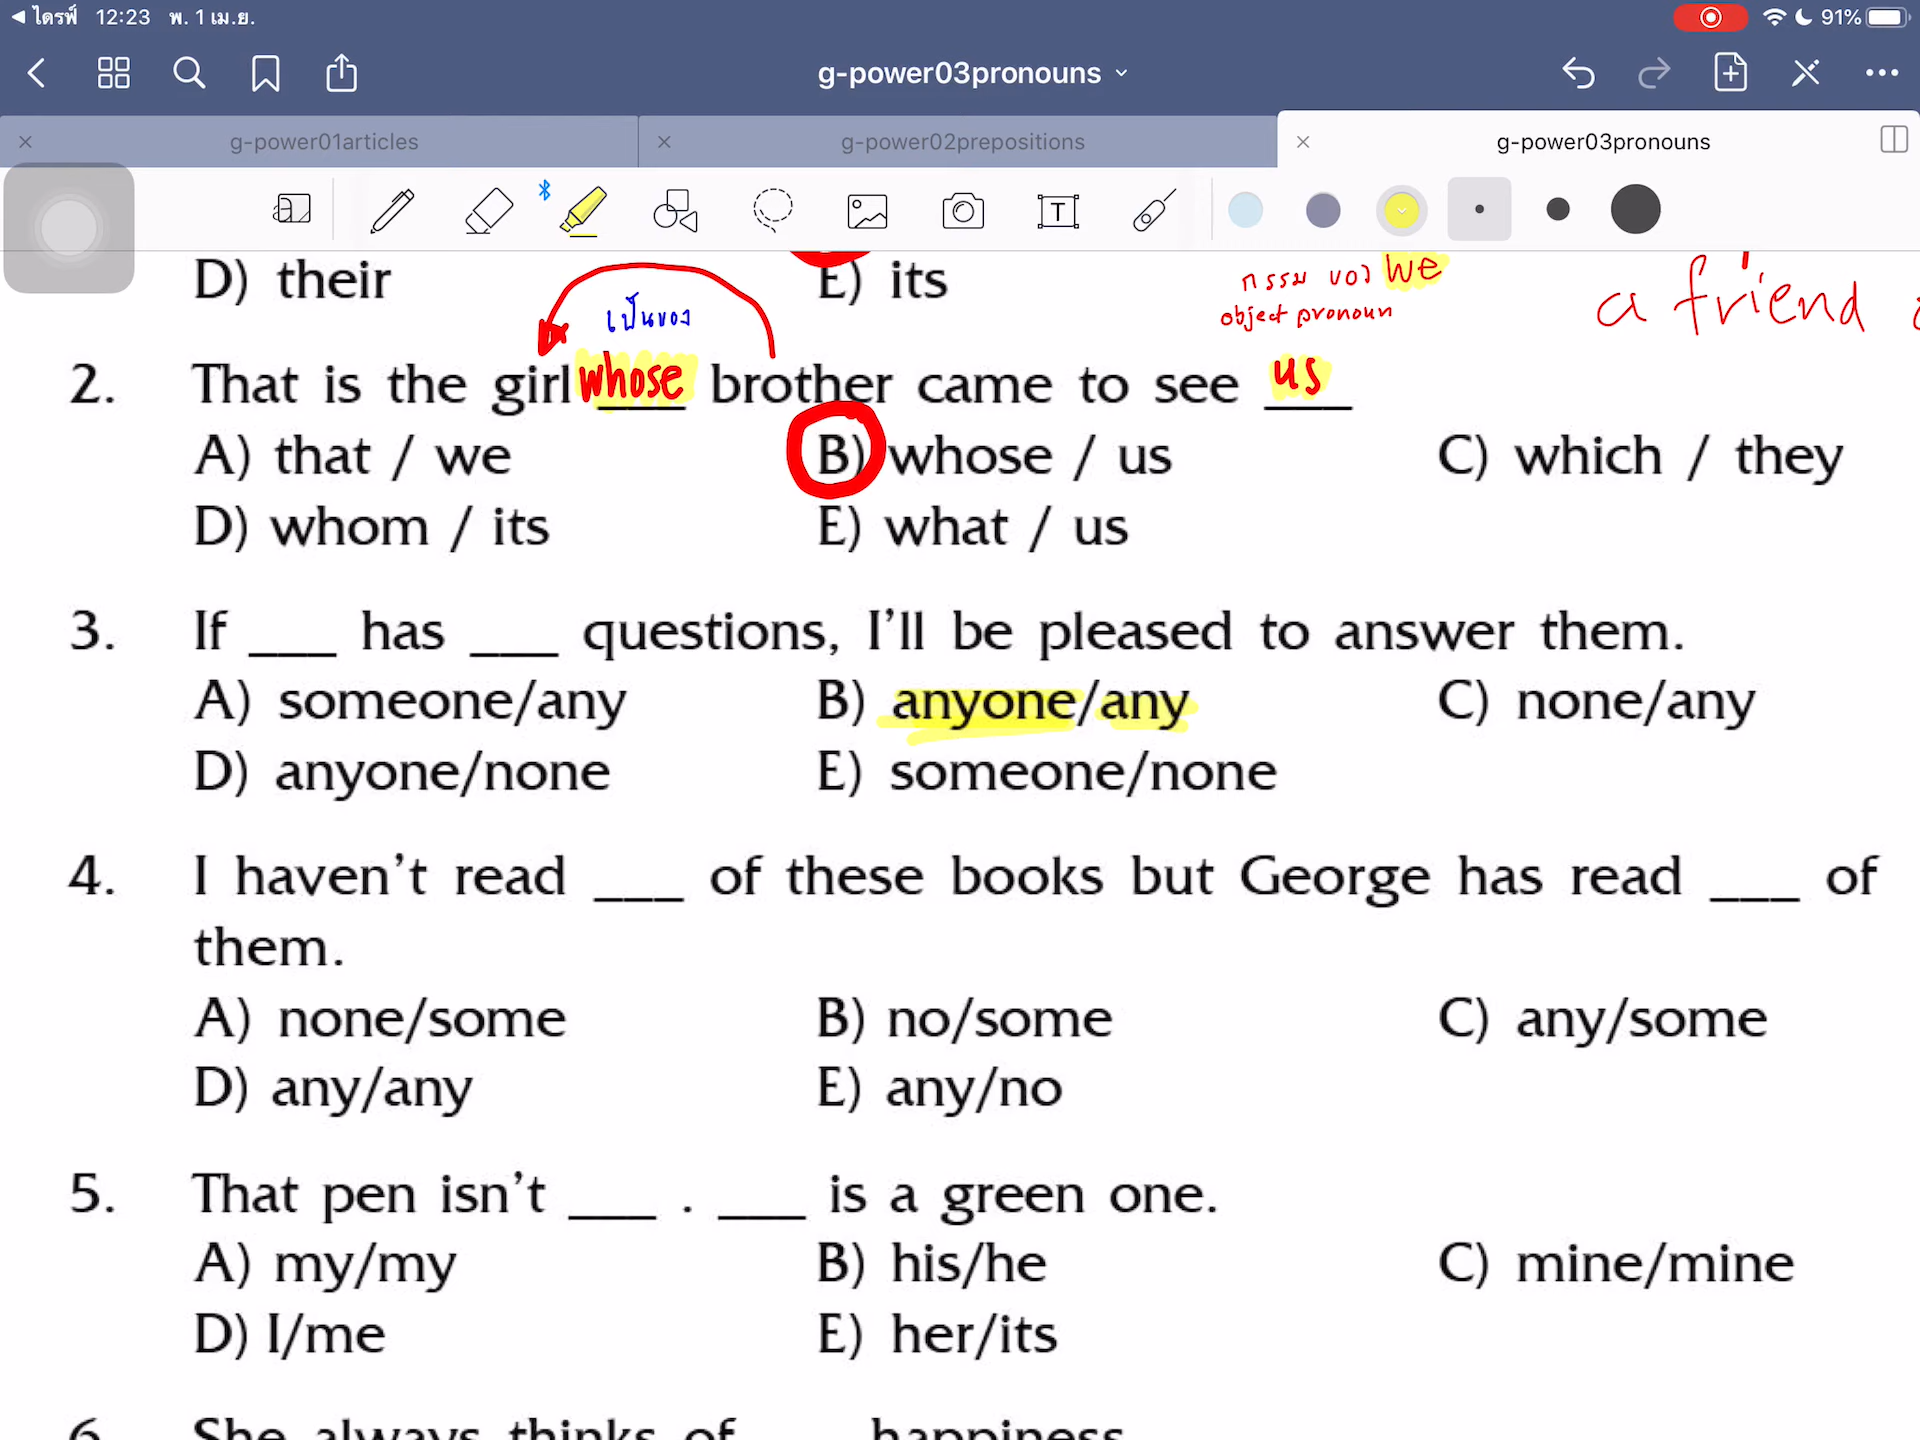 ◀ ไดรฟ์ 12:23 พ. 1 เม.ย. 91%
g-power03pronouns
g-power01articles g-power02prepositions g-power03pronouns
D) their E) its
กรรม ของ we
object pronoun
a friend
เป็นของ
2. That is the girl whose brother came to see us
A) that / we B) whose / us C) which / they
D) whom / its E) what / us
3. If ___ has ___ questions, I'll be pleased to answer them.
A) someone/any B) anyone/any C) none/any
D) anyone/none E) someone/none
4. I haven't read ___ of these books but George has read ___ of
them.
A) none/some B) no/some C) any/some
D) any/any E) any/no
5. That pen isn't ___ . ___ is a green one.
A) my/my B) his/he C) mine/mine
D) I/me E) her/its
6 She always thinks of happiness